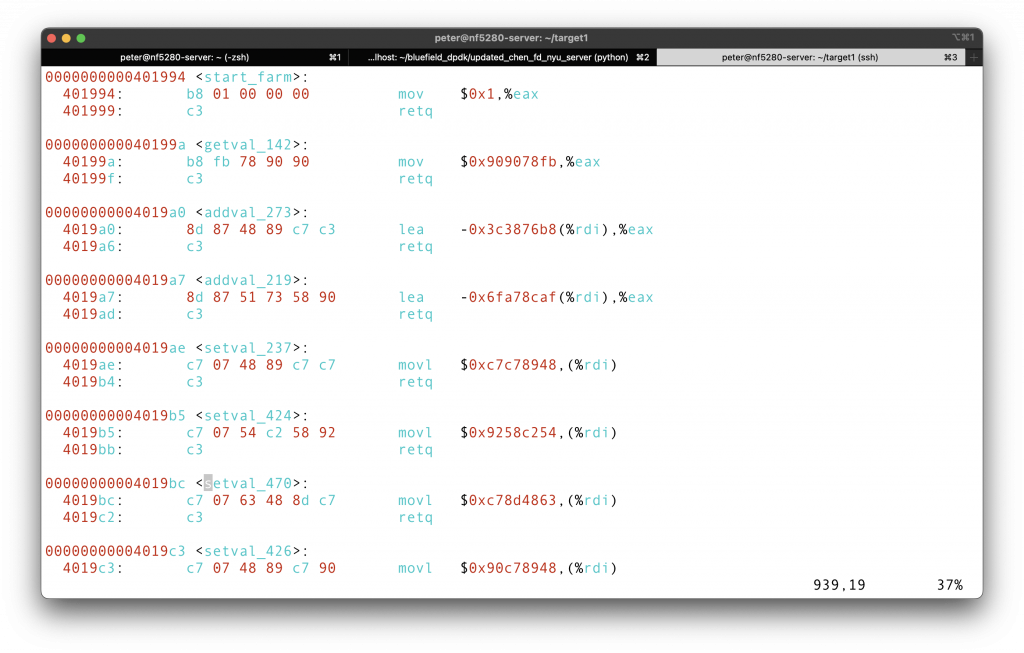 peter@nf5280-server: ~/target1
⌥⌘1
peter@nf5280-server: ~ (-zsh) ⌘1 ...lhost: ~/bluefield_dpdk/updated_chen_fd_nyu_server (python) ⌘2 peter@nf5280-server: ~/target1 (ssh) ⌘3 +
0000000000401994 <start_farm>:
401994: b8 01 00 00 00 mov $0x1,%eax
401999: c3 retq
000000000040199a <getval_142>:
40199a: b8 fb 78 90 90 mov $0x909078fb,%eax
40199f: c3 retq
00000000004019a0 <addval_273>:
4019a0: 8d 87 48 89 c7 c3 lea -0x3c3876b8(%rdi),%eax
4019a6: c3 retq
00000000004019a7 <addval_219>:
4019a7: 8d 87 51 73 58 90 lea -0x6fa78caf(%rdi),%eax
4019ad: c3 retq
00000000004019ae <setval_237>:
4019ae: c7 07 48 89 c7 c7 movl $0xc7c78948,(%rdi)
4019b4: c3 retq
00000000004019b5 <setval_424>:
4019b5: c7 07 54 c2 58 92 movl $0x9258c254,(%rdi)
4019bb: c3 retq
00000000004019bc <setval_470>:
4019bc: c7 07 63 48 8d c7 movl $0xc78d4863,(%rdi)
4019c2: c3 retq
00000000004019c3 <setval_426>:
4019c3: c7 07 48 89 c7 90 movl $0x90c78948,(%rdi)
939,19 37%